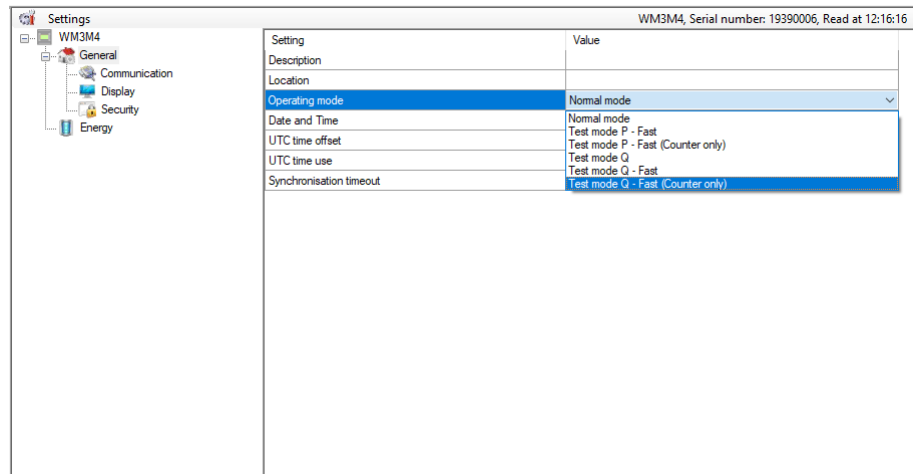 Settings
WM3M4, Serial number: 19390006, Read at 12:16:16
WM3M4
General
Communication
Display
Security
Energy
Setting Value
Description
Location
Operating mode Normal mode
Date and Time
UTC time offset
UTC time use
Synchronisation timeout
Normal mode
Test mode P - Fast
Test mode P - Fast (Counter only)
Test mode Q
Test mode Q - Fast
Test mode Q - Fast (Counter only)